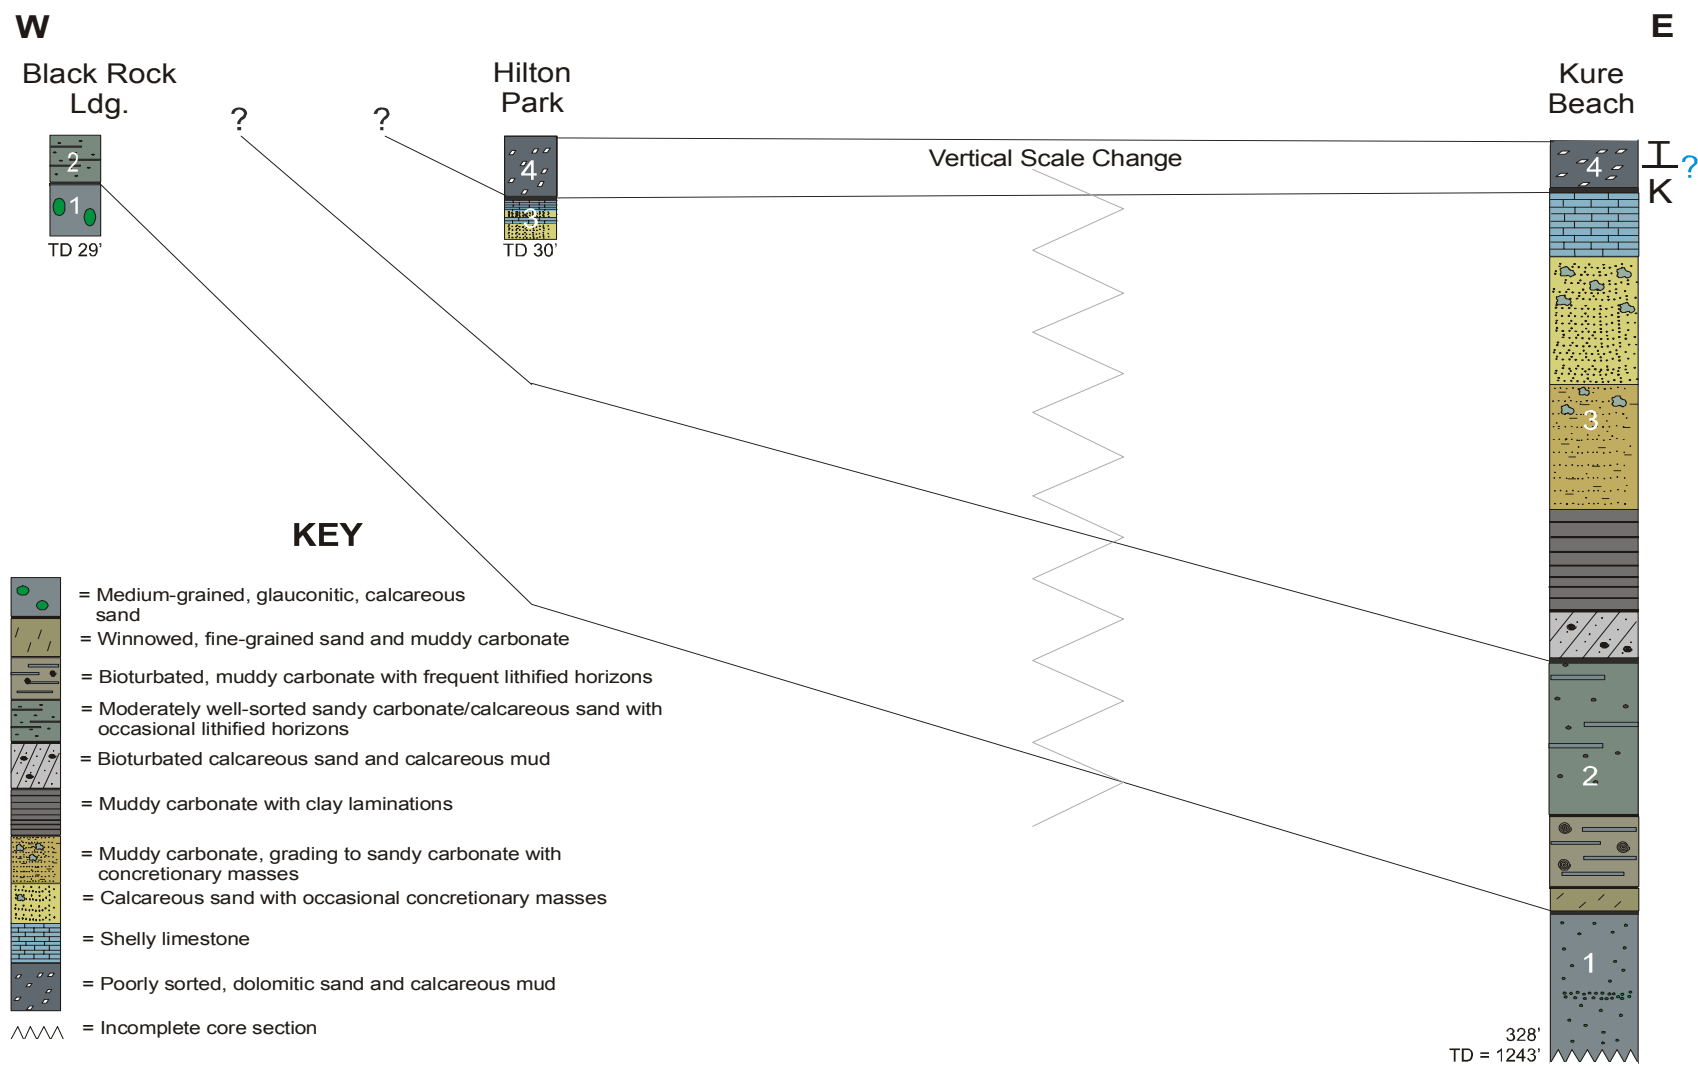 W
E
Black Rock
Ldg.
Hilton
Park
Kure
Beach
?
?
2
1
TD 29’
4
3
TD 30’
Vertical Scale Change
4
T
K
?
3
2
1
328’
TD = 1243’
KEY
= Medium-grained, glauconitic, calcareous
sand
= Winnowed, fine-grained sand and muddy carbonate
= Bioturbated, muddy carbonate with frequent lithified horizons
= Moderately well-sorted sandy carbonate/calcareous sand with
occasional lithified horizons
= Bioturbated calcareous sand and calcareous mud
= Muddy carbonate with clay laminations
= Muddy carbonate, grading to sandy carbonate with
concretionary masses
= Calcareous sand with occasional concretionary masses
= Shelly limestone
= Poorly sorted, dolomitic sand and calcareous mud
= Incomplete core section